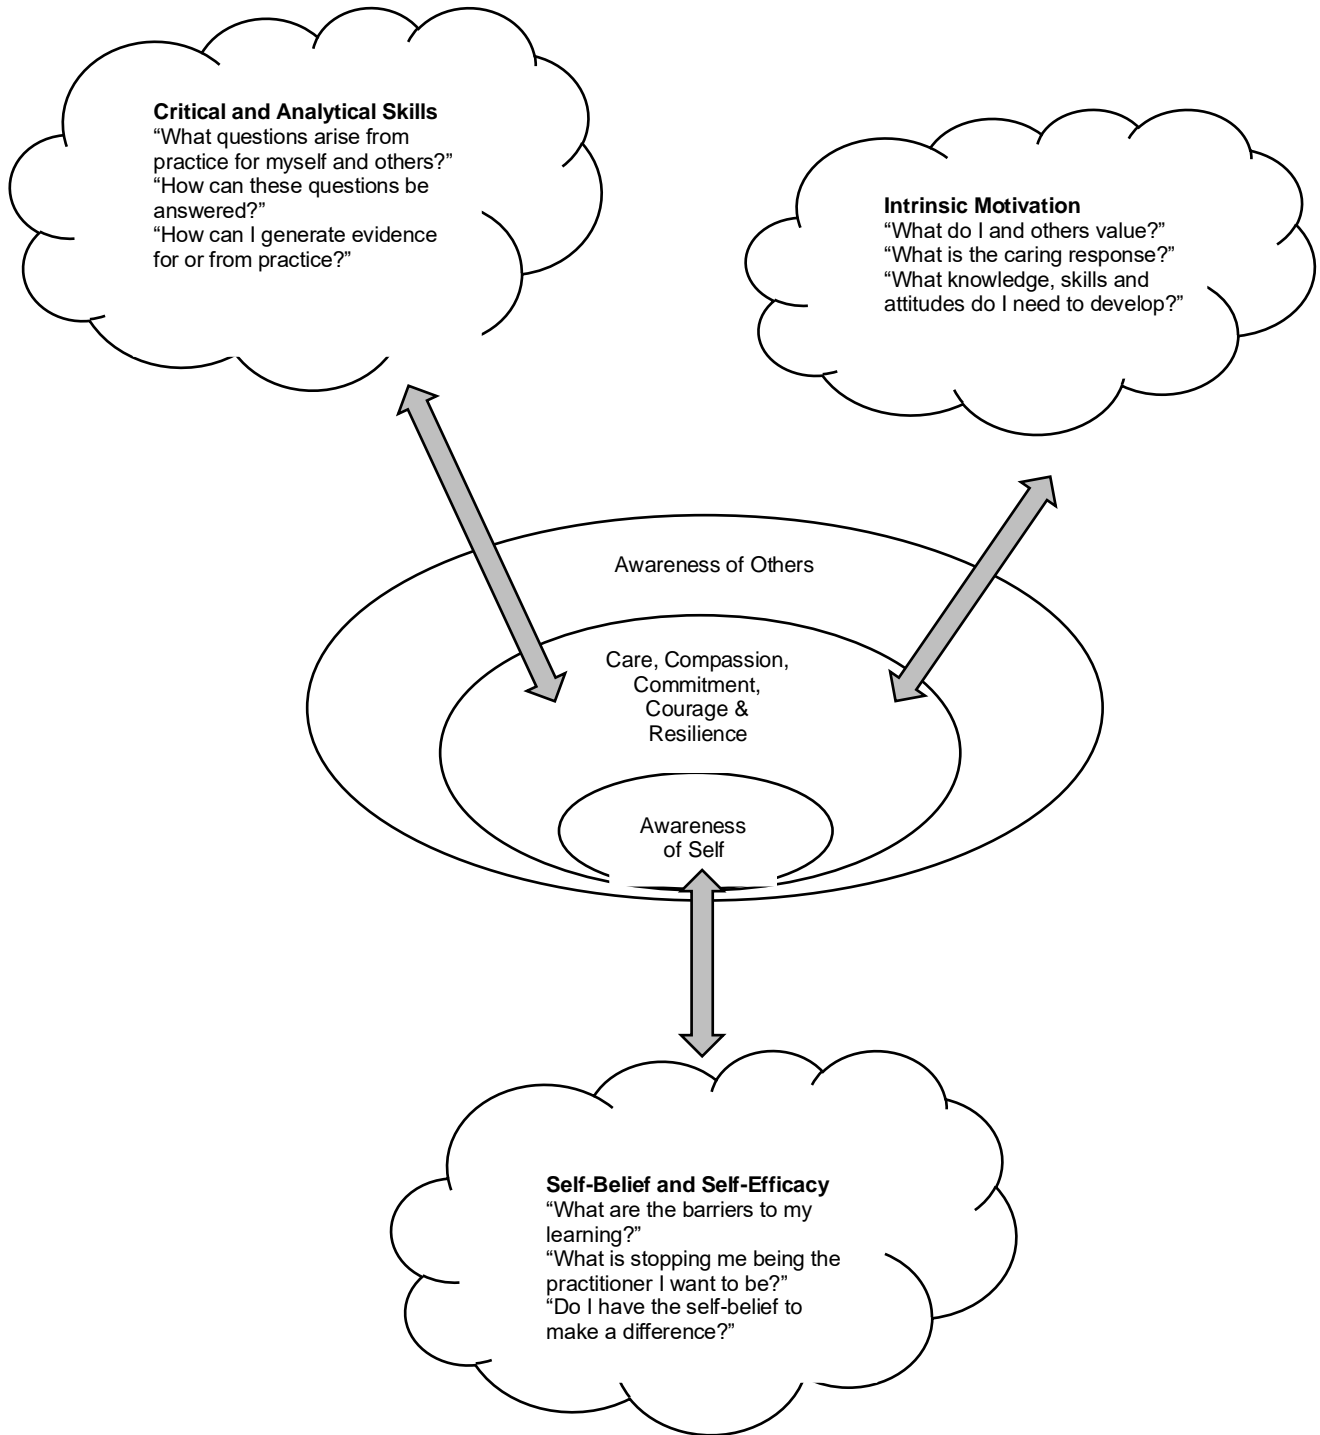 Critical and Analytical Skills
“What questions arise from
practice for myself and others?”
“How can these questions be
answered?”
“How can I generate evidence
for or from practice?”
Intrinsic Motivation
“What do I and others value?”
“What is the caring response?”
“What knowledge, skills and
attitudes do I need to develop?”
Awareness of Others
Care, Compassion,
Commitment,
Courage &
Resilience
Awareness
of Self
Self-Belief and Self-Efficacy
“What are the barriers to my
learning?”
“What is stopping me being the
practitioner I want to be?”
“Do I have the self-belief to
make a difference?”